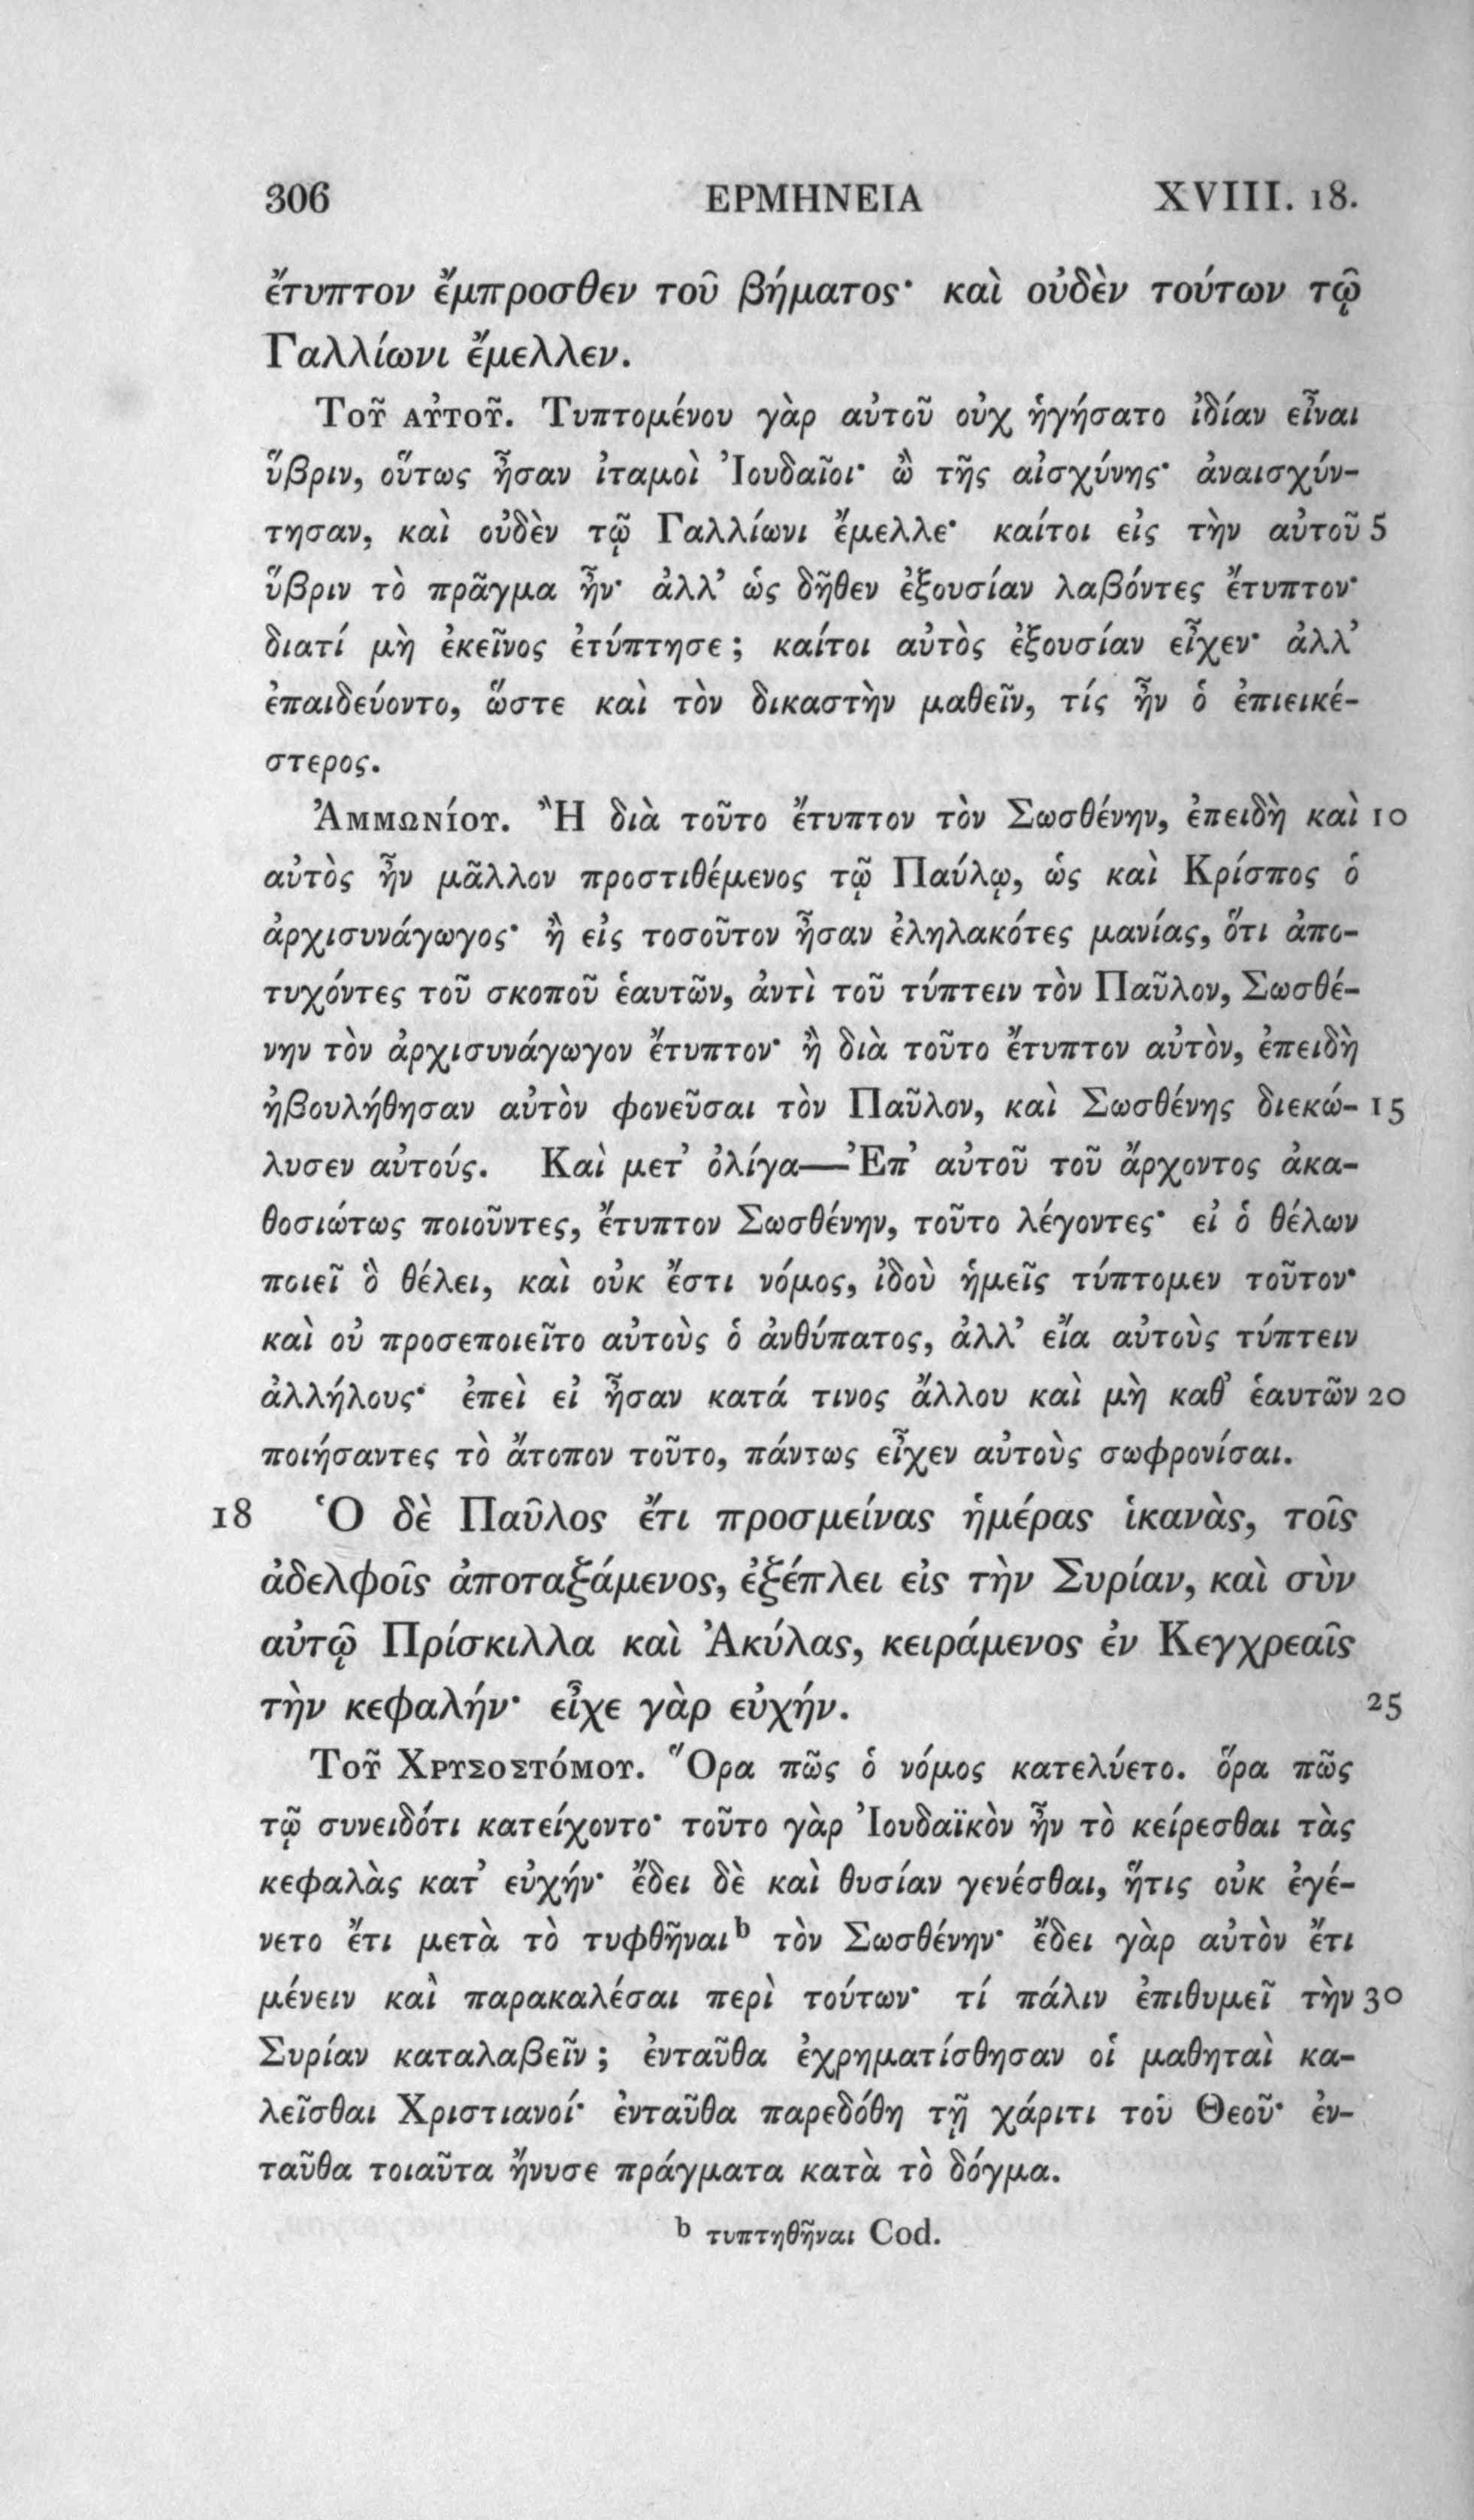 306 ΕΡΜΗΝΕΙΑ XVIII. 18.
ἔτυπτον ἔμπροσθεν τοῦ βήματος· καὶ οὐδὲν τούτων τῷ
Γαλλίωνι ἔμελλεν.
Τοῦ αὐτοῦ. Τυπτομένου γὰρ αὐτοῦ οὐχ ἡγήσατο ἰδίαν εἶναι
ὕβριν, οὕτως ἦσαν ἰταμοὶ Ἰουδαῖοι· ὢ τῆς αἰσχύνης· ἀναισχύν-
τησαν, καὶ οὐδὲν τῷ Γαλλίωνι ἔμελλε· καίτοι εἰς τὴν αὐτοῦ 5
ὕβριν τὸ πρᾶγμα ἦν· ἀλλ’ ὡς δῆθεν ἐξουσίαν λαβόντες ἔτυπτον·
διατί μὴ ἐκεῖνος ἐτύπτησε; καίτοι αὐτὸς ἐξουσίαν εἶχεν· ἀλλ’
ἐπαιδεύοντο, ὥστε καὶ τὸν δικαστὴν μαθεῖν, τίς ἦν ὁ ἐπιεικέ-
στερος.
Ἀμμωνίου. Ἢ διὰ τοῦτο ἔτυπτον τὸν Σωσθένην, ἐπειδὴ καὶ 10
αὐτὸς ἦν μᾶλλον προστιθέμενος τῷ Παύλῳ, ὡς καὶ Κρίσπος ὁ
ἀρχισυνάγωγος· ἢ εἰς τοσοῦτον ἦσαν ἐληλακότες μανίας, ὅτι ἀπο-
τυχόντες τοῦ σκοποῦ ἑαυτῶν, ἀντὶ τοῦ τύπτειν τὸν Παῦλον, Σωσθέ-
νην τὸν ἀρχισυνάγωγον ἔτυπτον· ἢ διὰ τοῦτο ἔτυπτον αὐτὸν, ἐπειδὴ
ἠβουλήθησαν αὐτὸν φονεῦσαι τὸν Παῦλον, καὶ Σωσθένης διεκώ- 15
λυσεν αὐτούς. Καὶ μετ’ ὀλίγα—Ἐπ’ αὐτοῦ τοῦ ἄρχοντος ἀκα-
θοσιώτως ποιοῦντες, ἔτυπτον Σωσθένην, τοῦτο λέγοντες· εἰ ὁ θέλων
ποιεῖ ὃ θέλει, καὶ οὐκ ἔστι νόμος, ἰδοὺ ἡμεῖς τύπτομεν τοῦτον·
καὶ οὐ προσεποιεῖτο αὐτοὺς ὁ ἀνθύπατος, ἀλλ’ εἴα αὐτοὺς τύπτειν
ἀλλήλους· ἐπεὶ εἰ ἦσαν κατά τινος ἄλλου καὶ μὴ καθ’ ἑαυτῶν 20
ποιήσαντες τὸ ἄτοπον τοῦτο, πάντως εἶχεν αὐτοὺς σωφρονίσαι.
18 Ὁ δὲ Παῦλος ἔτι προσμείνας ἡμέρας ἱκανὰς, τοῖς
ἀδελφοῖς ἀποταξάμενος, ἐξέπλει εἰς τὴν Συρίαν, καὶ σὺν
αὐτῷ Πρίσκιλλα καὶ Ἀκύλας, κειράμενος ἐν Κεγχρεαῖς
τὴν κεφαλήν· εἶχε γὰρ εὐχήν. 25
Τοῦ Χρυσοστόμου. Ὅρα πῶς ὁ νόμος κατελύετο. ὅρα πῶς
τῷ συνειδότι κατείχοντο· τοῦτο γὰρ Ἰουδαϊκὸν ἦν τὸ κείρεσθαι τὰς
κεφαλὰς κατ’ εὐχήν· ἔδει δὲ καὶ θυσίαν γενέσθαι, ἥτις οὐκ ἐγέ-
νετο ἔτι μετὰ τὸ τυφθῆναι b τὸν Σωσθένην· ἔδει γὰρ αὐτὸν ἔτι
μένειν καὶ παρακαλέσαι περὶ τούτων· τί πάλιν ἐπιθυμεῖ τὴν 30
Συρίαν καταλαβεῖν; ἐνταῦθα ἐχρηματίσθησαν οἱ μαθηταὶ κα-
λεῖσθαι Χριστιανοί· ἐνταῦθα παρεδόθη τῇ χάριτι τοῦ Θεοῦ· ἐν-
ταῦθα τοιαῦτα ἤνυσε πράγματα κατὰ τὸ δόγμα.
b τυπτηθῆναι Cod.